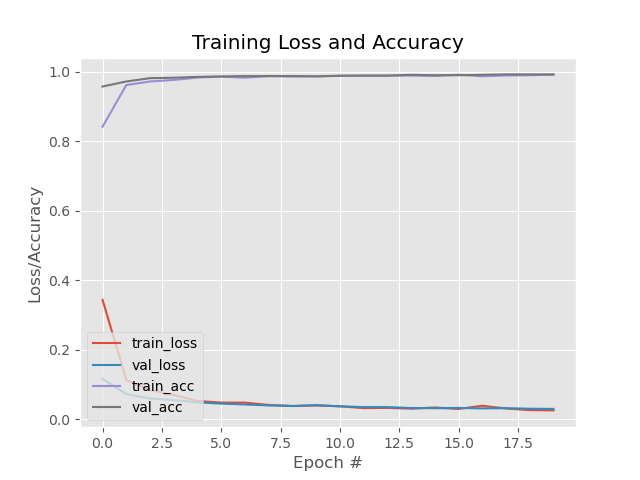 Training Loss and Accuracy
1.0
0.8
0.6
0.4
0.2
0.0
Loss/Accuracy
train_loss
val_loss
train_acc
val_acc
0.0 2.5 5.0 7.5 10.0 12.5 15.0 17.5
Epoch #